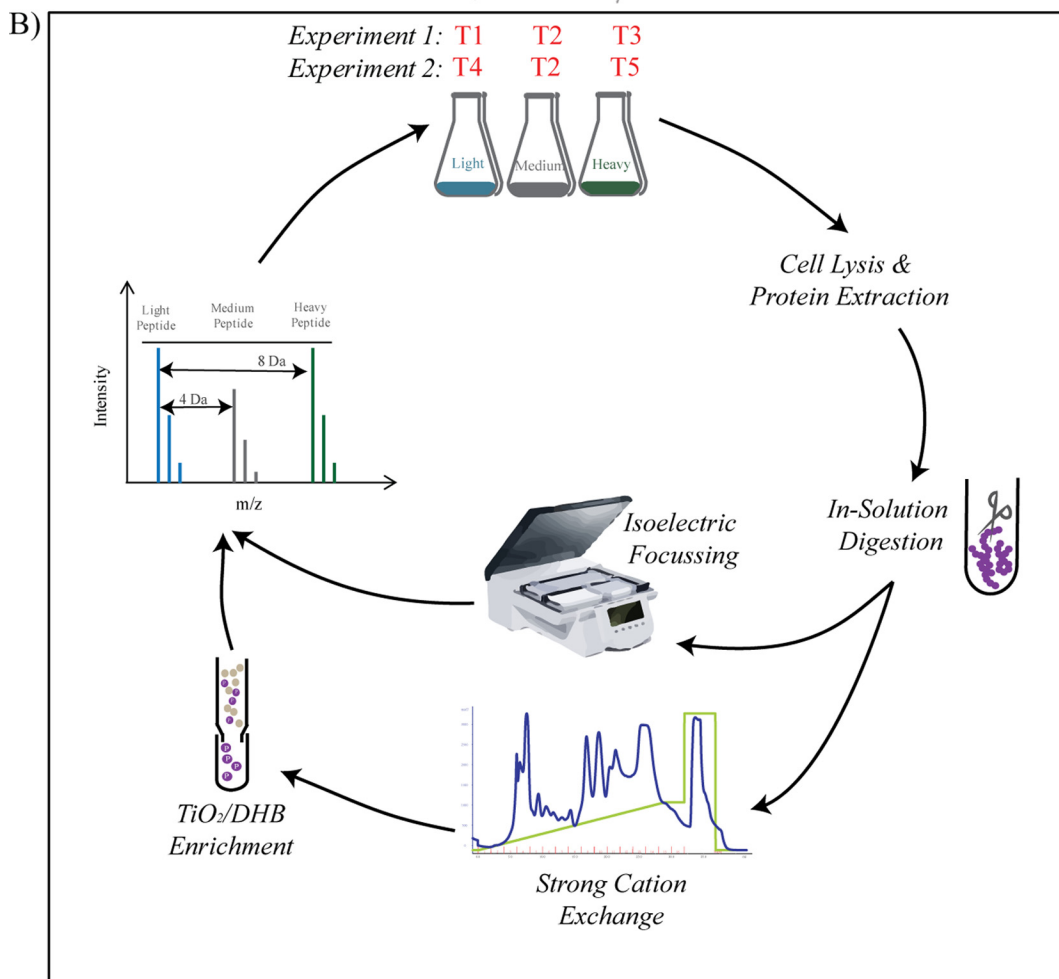 B)
Experiment 1: T1 T2 T3
Experiment 2: T4 T2 T5
Light Medium Heavy
Cell Lysis &
Protein Extraction
Light
Peptide
Medium
Peptide
Heavy
Peptide
8 Da
4 Da
Intensity
m/z
In-Solution
Digestion
Isoelectric
Focussing
P
P
P
P
P
P
P
P
TiO₂/DHB
Enrichment
Strong Cation
Exchange